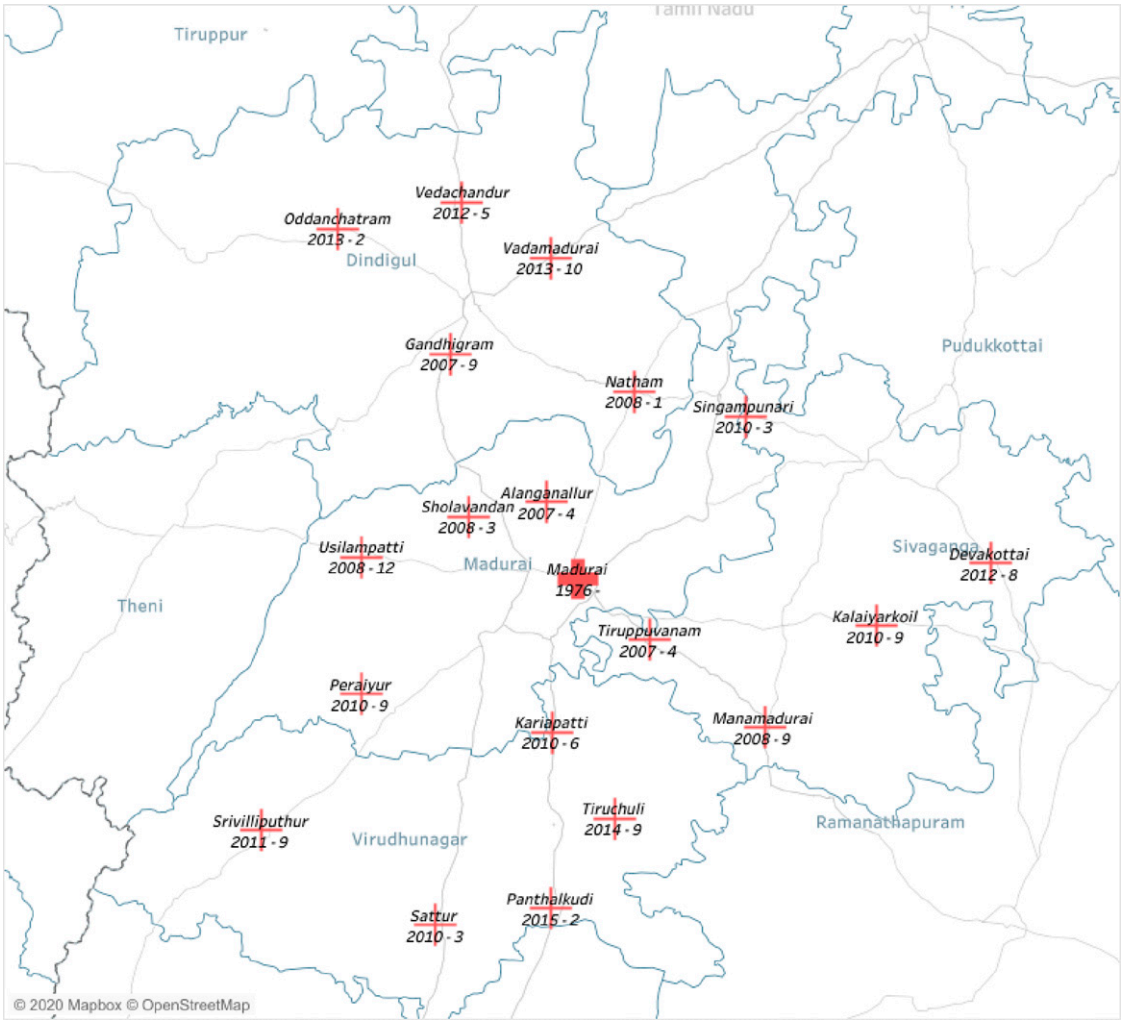 Tamil Nadu
Tiruppur
Vedachandur
2012 - 5
Oddanchatram
2013 - 2
Vadamadurai
2013 - 10
Dindigul
Gandhigram
2007 - 9
Pudukkottai
Natham
2008 - 1
Singampunari
2010 - 3
Alanganallur
2007 - 4
Sholavandan
2008 - 3
Usilampatti
2008 - 12
Madurai
Madurai
1976 -
Sivaganga
Devakottai
2012 - 8
Theni
Kalaiyarkoil
2010 - 9
Tiruppuvanam
2007 - 4
Peraiyur
2010 - 9
Kariapatti
2010 - 6
Manamadurai
2008 - 9
Srivilliputhur
2011 - 9
Virudhunagar
Tiruchuli
2014 - 9
Ramanathapuram
Panthalkudi
2015 - 2
Sattur
2010 - 3
© 2020 Mapbox © OpenStreetMap